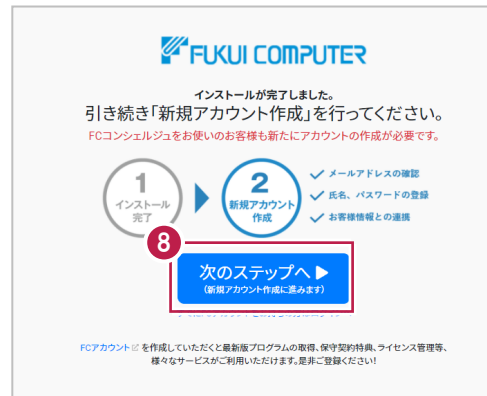 FUKUI COMPUTER
インストールが完了しました。
引き続き「新規アカウント作成」を行ってください。
FCコンシェルジュをお使いのお客様も新たにアカウントの作成が必要です。
1
インストール
完了
2
新規アカウント
作成
メールアドレスの確認
氏名、パスワードの登録
お客様情報との連携
8
次のステップへ ▶
(新規アカウント作成に進みます)
FCアカウント を作成していただくと最新版プログラムの取得、保守契約特典、ライセンス管理等、
様々なサービスがご利用いただけます。是非ご登録ください!